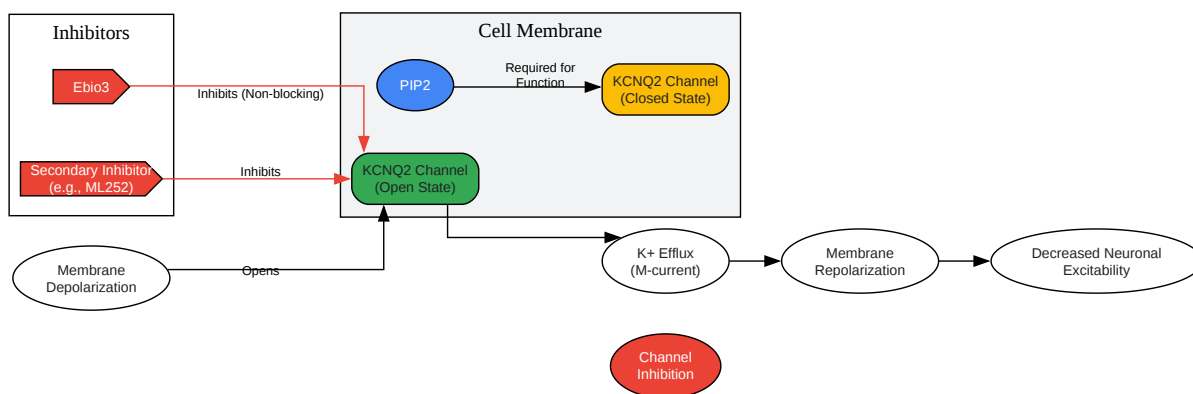 Inhibitors
Cell Membrane
Ebio3
Inhibits (Non-blocking)
PIP2
Required for
Function
KCNQ2 Channel
(Closed State)
Secondary Inhibitor
(e.g., ML252)
Inhibits
KCNQ2 Channel
(Open State)
Membrane
Depolarization
Opens
K+ Efflux
(M-current)
Membrane
Repolarization
Decreased Neuronal
Excitability
Channel
Inhibition